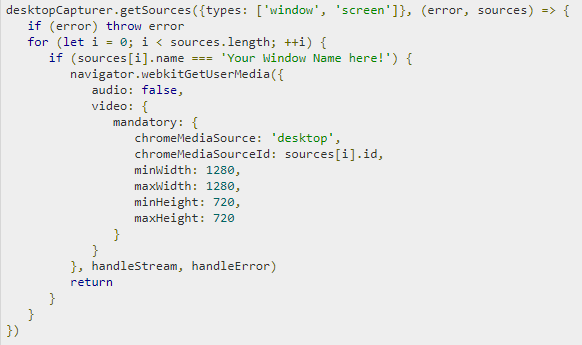 desktopCapturer.getSources({types: ['window', 'screen']}, (error, sources) => {
   if (error) throw error
   for (let i = 0; i < sources.length; ++i) {
      if (sources[i].name === 'Your Window Name here!') {
         navigator.webkitGetUserMedia({
            audio: false,
            video: {
               mandatory: {
                  chromeMediaSource: 'desktop',
                  chromeMediaSourceId: sources[i].id,
                  minWidth: 1280,
                  maxWidth: 1280,
                  minHeight: 720,
                  maxHeight: 720
               }
            }
         }, handleStream, handleError)
         return
      }
   }
})